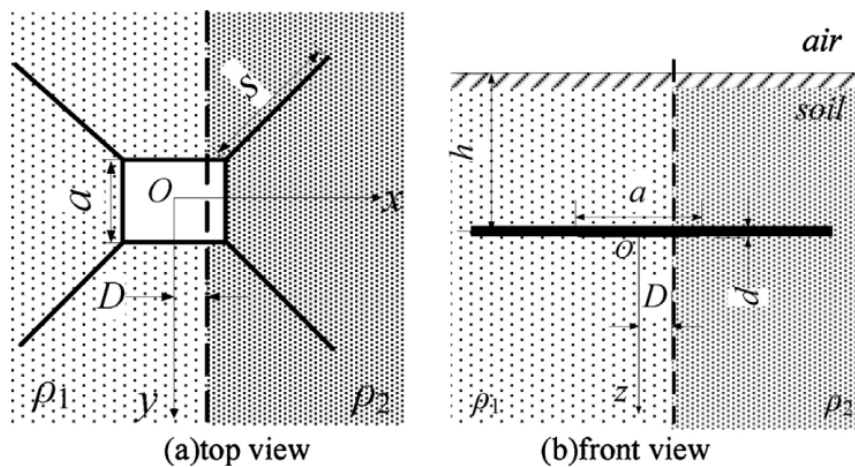 air
soil
s
a
O
x
D
ρ1
y
ρ2
h
a
o
D
d
ρ1
z
ρ2
(a)top view
(b)front view